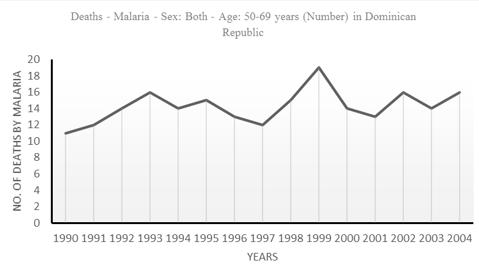 Deaths - Malaria - Sex: Both - Age: 50-69 years (Number) in Dominican
Republic
NO. OF DEATHS BY MALARIA
20
18
16
14
12
10
8
6
4
2
0
1990 1991 1992 1993 1994 1995 1996 1997 1998 1999 2000 2001 2002 2003 2004
YEARS